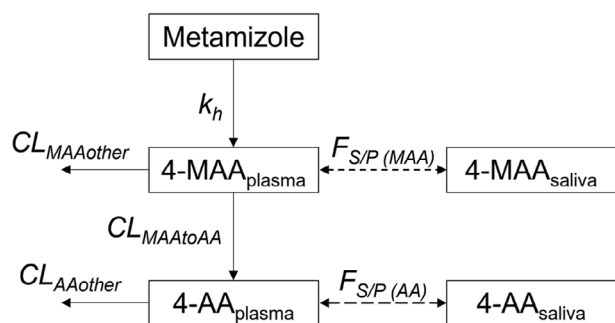 Metamizole
k_h
CL_MAAother
4-MAA_plasma
F_S/P (MAA)
4-MAA_saliva
CL_MAAtoAA
CL_AAother
4-AA_plasma
F_S/P (AA)
4-AA_saliva